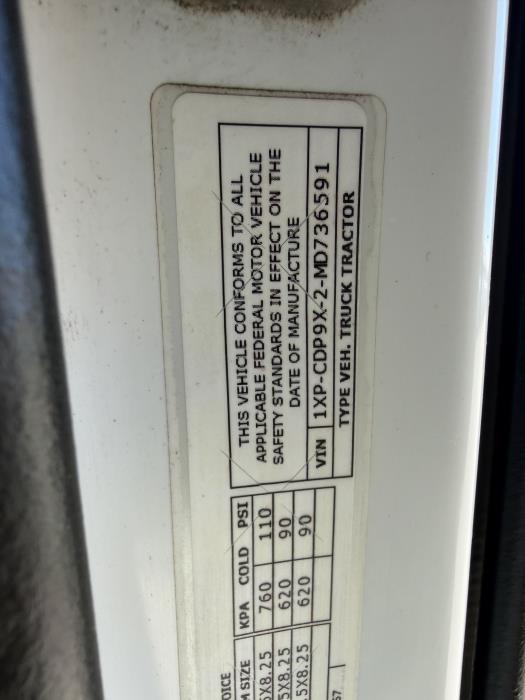 THIS VEHICLE CONFORMS TO ALL
APPLICABLE FEDERAL MOTOR VEHICLE
SAFETY STANDARDS IN EFFECT ON THE
DATE OF MANUFACTURE
VIN 1XP-CDP9X-2-MD736591
TYPE VEH. TRUCK TRACTOR
SIZE KPA COLD PSI
5X8.25 760 110
5X8.25 620 90
.5X8.25 620 90